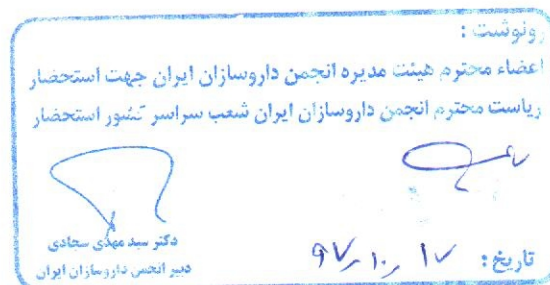 رونوشت :
اعضاء محترم هیئت مدیره انجمن داروسازان ایران جهت استحضار
ریاست محترم انجمن داروسازان ایران شعب سراسر کشور استحضار
دکتر سید مهدی سجادی
دبیر انجمن داروسازان ایران
تاریخ : ۹۷٫۱۰٫۱۷